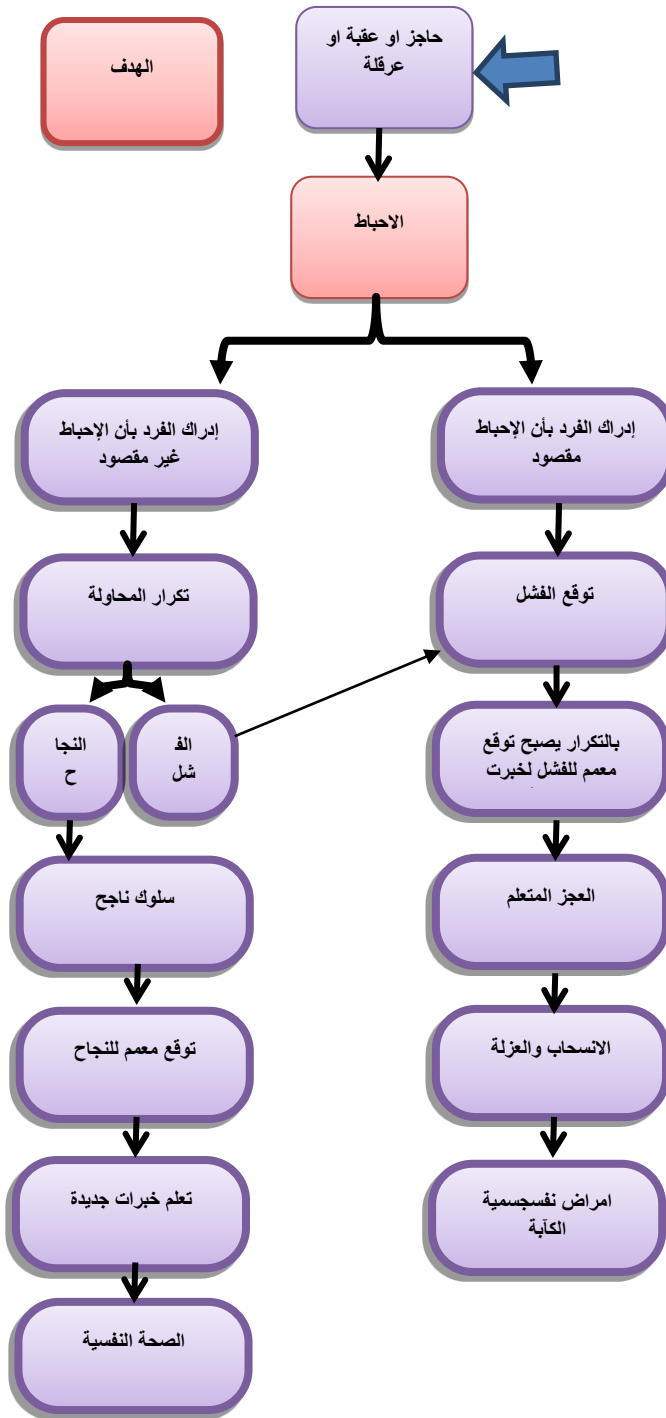 حاجز او عقبة او
عرقلة
الهدف
الاحباط
إدراك الفرد بأن الإحباط
مقصود
إدراك الفرد بأن الإحباط
غير مقصود
توقع الفشل
تكرار المحاولة
بالتكرار يصبح توقع
معمم للفشل لخبرت
الف
شل
النجا
ح
العجز المتعلم
سلوك ناجح
الانسحاب والعزلة
توقع معمم للنجاح
امراض نفسجسمية
الكآبة
تعلم خبرات جديدة
الصحة النفسية